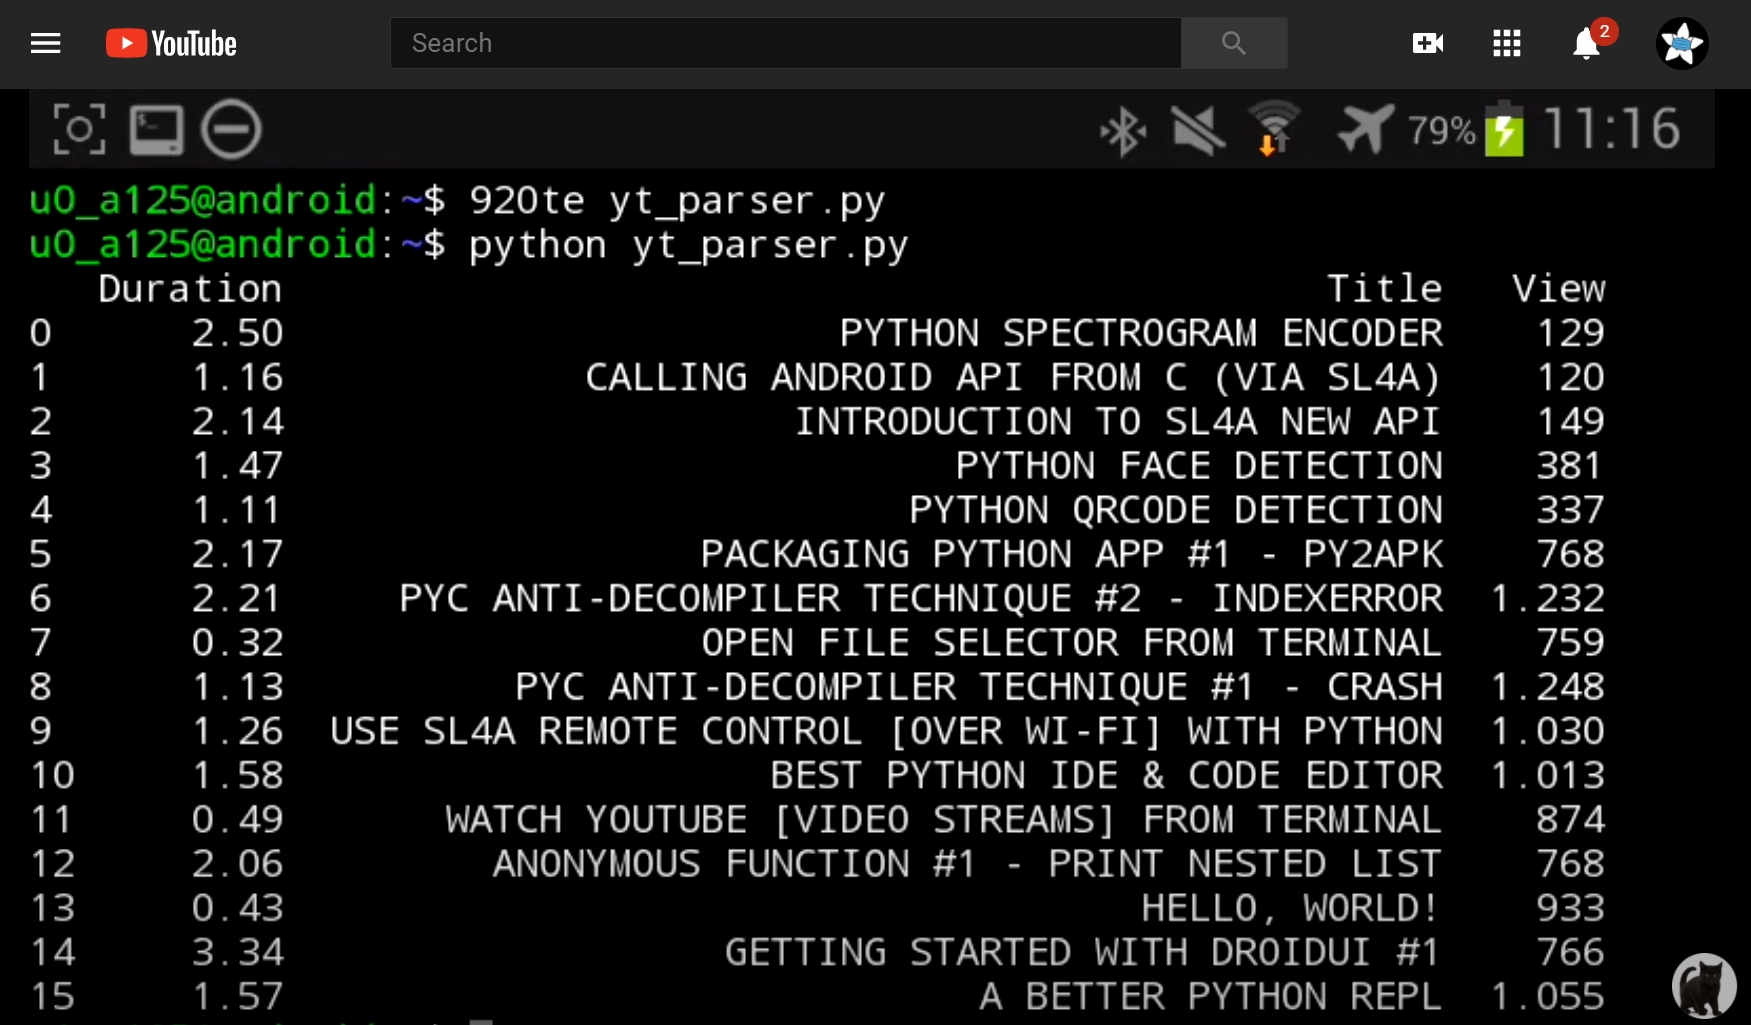 YouTube
Search
2
$_
79% 11:16
u0_a125@android:~$ 920te yt_parser.py
u0_a125@android:~$ python yt_parser.py
Duration Title View
0 2.50 PYTHON SPECTROGRAM ENCODER 129
1 1.16 CALLING ANDROID API FROM C (VIA SL4A) 120
2 2.14 INTRODUCTION TO SL4A NEW API 149
3 1.47 PYTHON FACE DETECTION 381
4 1.11 PYTHON QRCODE DETECTION 337
5 2.17 PACKAGING PYTHON APP #1 - PY2APK 768
6 2.21 PYC ANTI-DECOMPILER TECHNIQUE #2 - INDEXERROR 1.232
7 0.32 OPEN FILE SELECTOR FROM TERMINAL 759
8 1.13 PYC ANTI-DECOMPILER TECHNIQUE #1 - CRASH 1.248
9 1.26 USE SL4A REMOTE CONTROL [OVER WI-FI] WITH PYTHON 1.030
10 1.58 BEST PYTHON IDE & CODE EDITOR 1.013
11 0.49 WATCH YOUTUBE [VIDEO STREAMS] FROM TERMINAL 874
12 2.06 ANONYMOUS FUNCTION #1 - PRINT NESTED LIST 768
13 0.43 HELLO, WORLD! 933
14 3.34 GETTING STARTED WITH DROIDUI #1 766
15 1.57 A BETTER PYTHON REPL 1.055